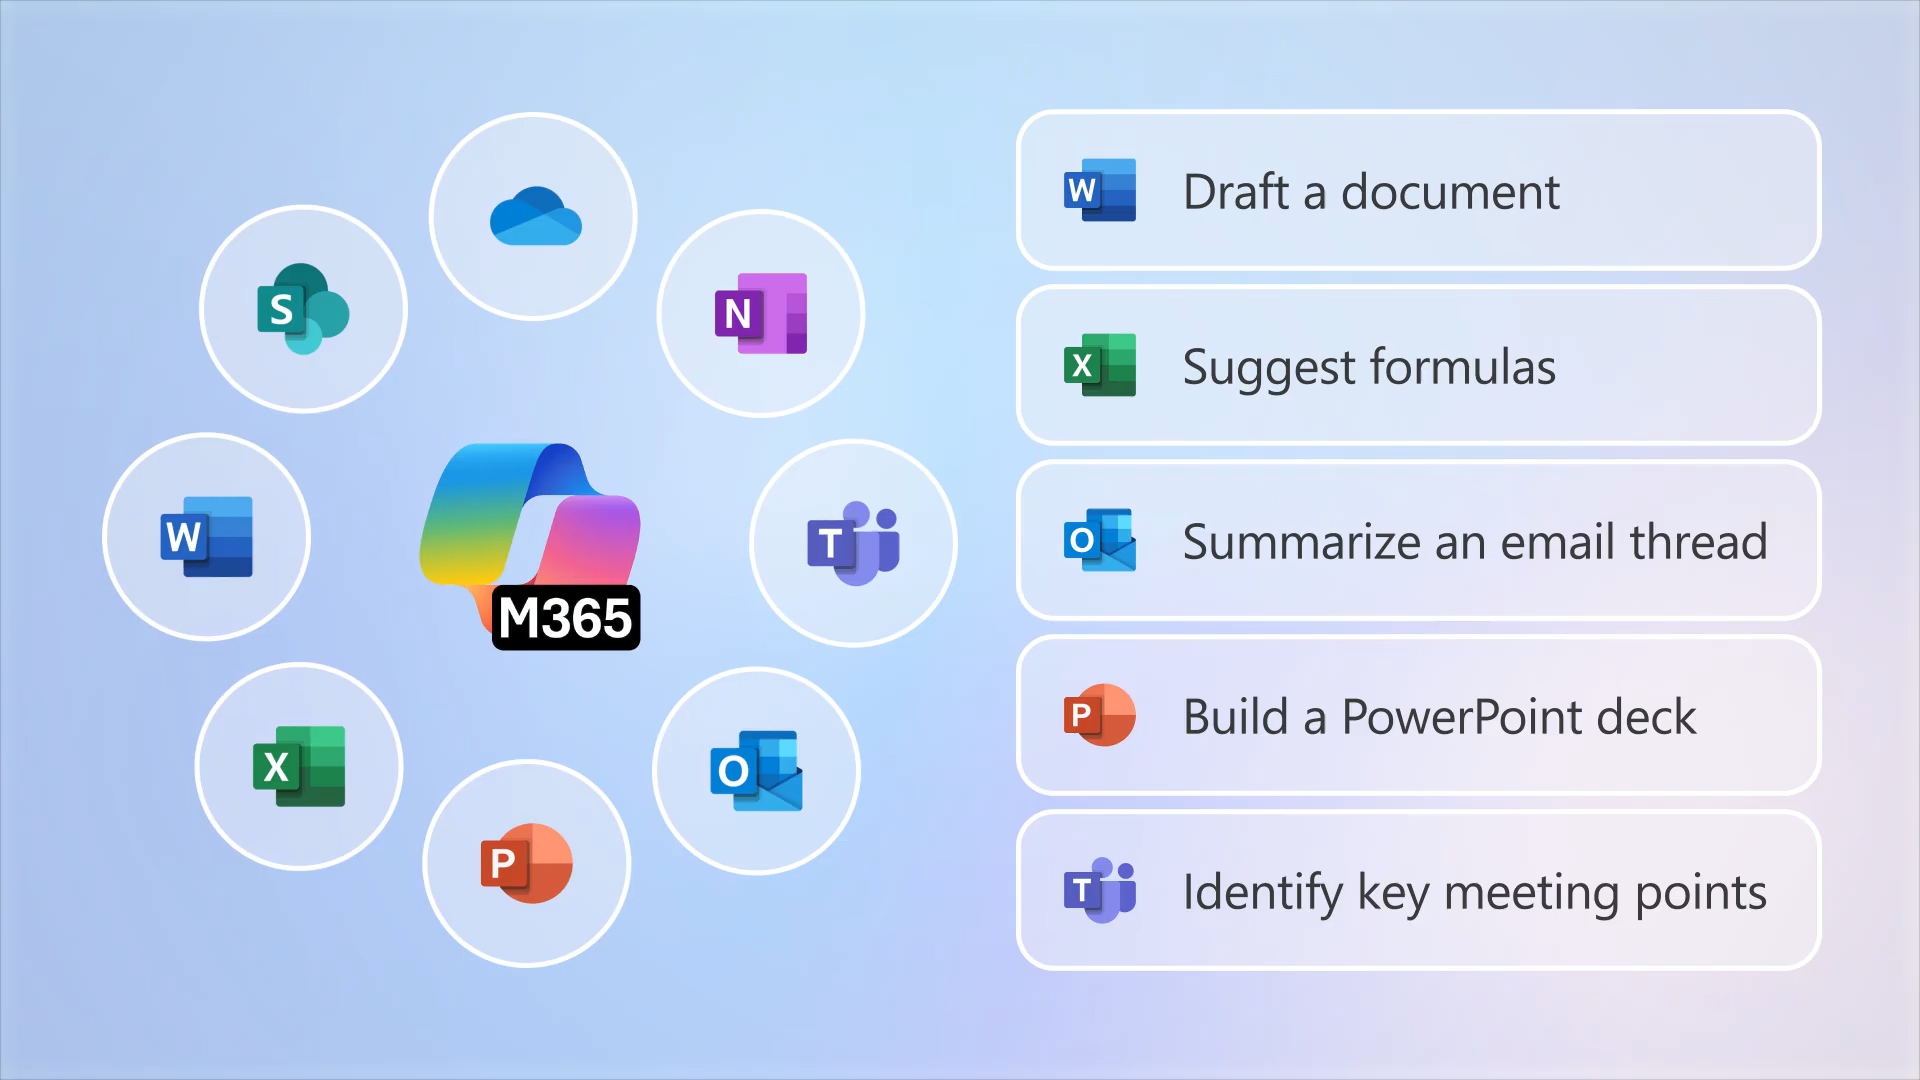 S
N
W
M365
T
X
O
P
W Draft a document
X Suggest formulas
O Summarize an email thread
P Build a PowerPoint deck
T Identify key meeting points